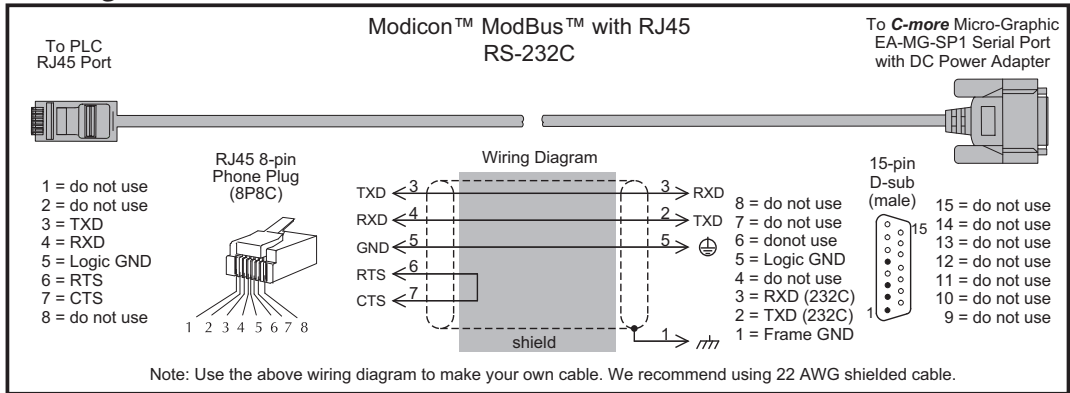 Modicon™ ModBus™ with RJ45
RS-232C
To PLC
RJ45 Port
To C-more Micro-Graphic
EA-MG-SP1 Serial Port
with DC Power Adapter
1 = do not use
2 = do not use
3 = TXD
4 = RXD
5 = Logic GND
6 = RTS
7 = CTS
8 = do not use
RJ45 8-pin
Phone Plug
(8P8C)
1 2 3 4 5 6 7 8
Wiring Diagram
TXD 3 3 RXD
RXD 4 2 TXD
GND 5 5
RTS 6
CTS 7
1
shield
8 = do not use
7 = do not use
6 = donot use
5 = Logic GND
4 = do not use
3 = RXD (232C)
2 = TXD (232C)
1 = Frame GND
15-pin
D-sub
(male)
15
1
15 = do not use
14 = do not use
13 = do not use
12 = do not use
11 = do not use
10 = do not use
9 = do not use
Note: Use the above wiring diagram to make your own cable. We recommend using 22 AWG shielded cable.